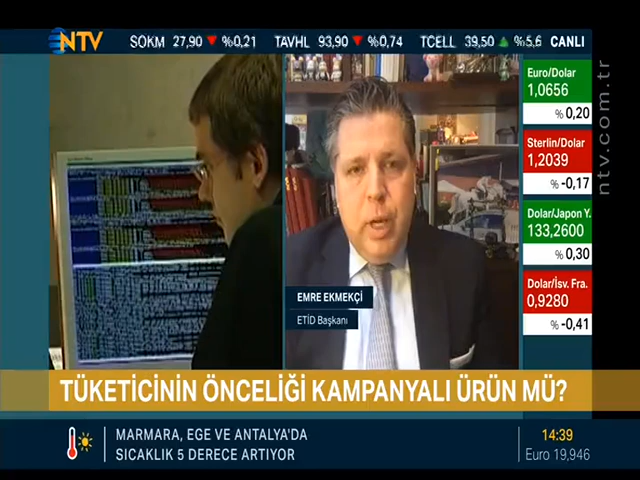 NTV
SOKM 27,90 %0,21 TAVHL 93,90 %0,74 TCELL 39,50 %5,6 CANLI
ntv.com.tr
Euro/Dolar
1,0656
% 0,20
Sterlin/Dolar
1,2039
% -0,17
Dolar/Japon Y.
133,2600
% 0,30
Dolar/İsv. Fra.
0,9280
% -0,41
EMRE EKMEKÇİ
ETİD Başkanı
TÜKETİCİNİN ÖNCELİĞİ KAMPANYALI ÜRÜN MÜ?
MARMARA, EGE VE ANTALYA'DA
SICAKLIK 5 DERECE ARTIYOR
14:39
Euro 19,946